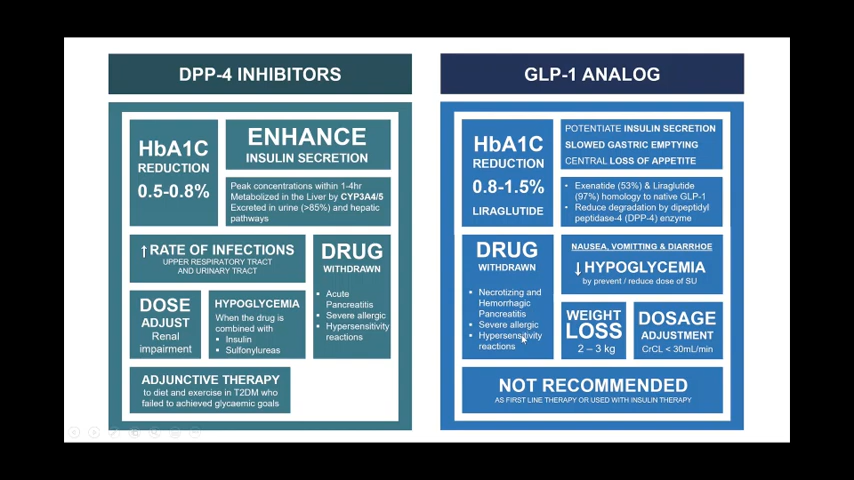 DPP-4 INHIBITORS
HbA1C
REDUCTION
0.5-0.8%
ENHANCE
INSULIN SECRETION
Peak concentrations within 1-4hr
Metabolized in the Liver by CYP3A4/5
Excreted in urine (>85%) and hepatic
pathways
↑RATE OF INFECTIONS
UPPER RESPIRATORY TRACT
AND URINARY TRACT
DRUG
WITHDRAWN
• Acute
Pancreatitis
• Severe allergic
• Hypersensitivity
reactions
DOSE
ADJUST
Renal
impairment
HYPOGLYCEMIA
When the drug is
combined with
• Insulin
• Sulfonylureas
ADJUNCTIVE THERAPY
to diet and exercise in T2DM who
failed to achieved glycaemic goals
GLP-1 ANALOG
HbA1C
REDUCTION
0.8-1.5%
LIRAGLUTIDE
POTENTIATE INSULIN SECRETION
SLOWED GASTRIC EMPTYING
CENTRAL LOSS OF APPETITE
• Exenatide (53%) & Liraglutide
(97%) homology to native GLP-1
• Reduce degradation by dipeptidyl
peptidase-4 (DPP-4) enzyme
DRUG
WITHDRAWN
• Necrotizing and
Hemorrhagic
Pancreatitis
• Severe allergic
• Hypersensitivity
reactions
NAUSEA, VOMITTING & DIARRHOE
↓HYPOGLYCEMIA
by prevent / reduce dose of SU
WEIGHT
LOSS
2 – 3 kg
DOSAGE
ADJUSTMENT
CrCL < 30mL/min
NOT RECOMMENDED
AS FIRST LINE THERAPY OR USED WITH INSULIN THERAPY